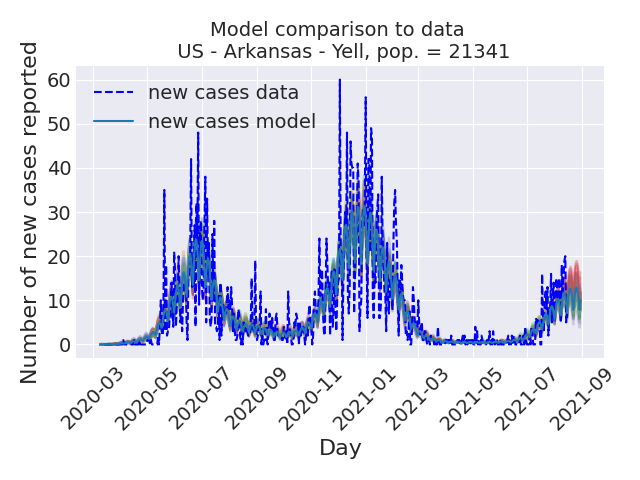 Model comparison to data
US - Arkansas - Yell, pop. = 21341
Number of new cases reported
60
50
40
30
20
10
0
new cases data
new cases model
2020-03
2020-05
2020-07
2020-09
2020-11
2021-01
2021-03
2021-05
2021-07
2021-09
Day